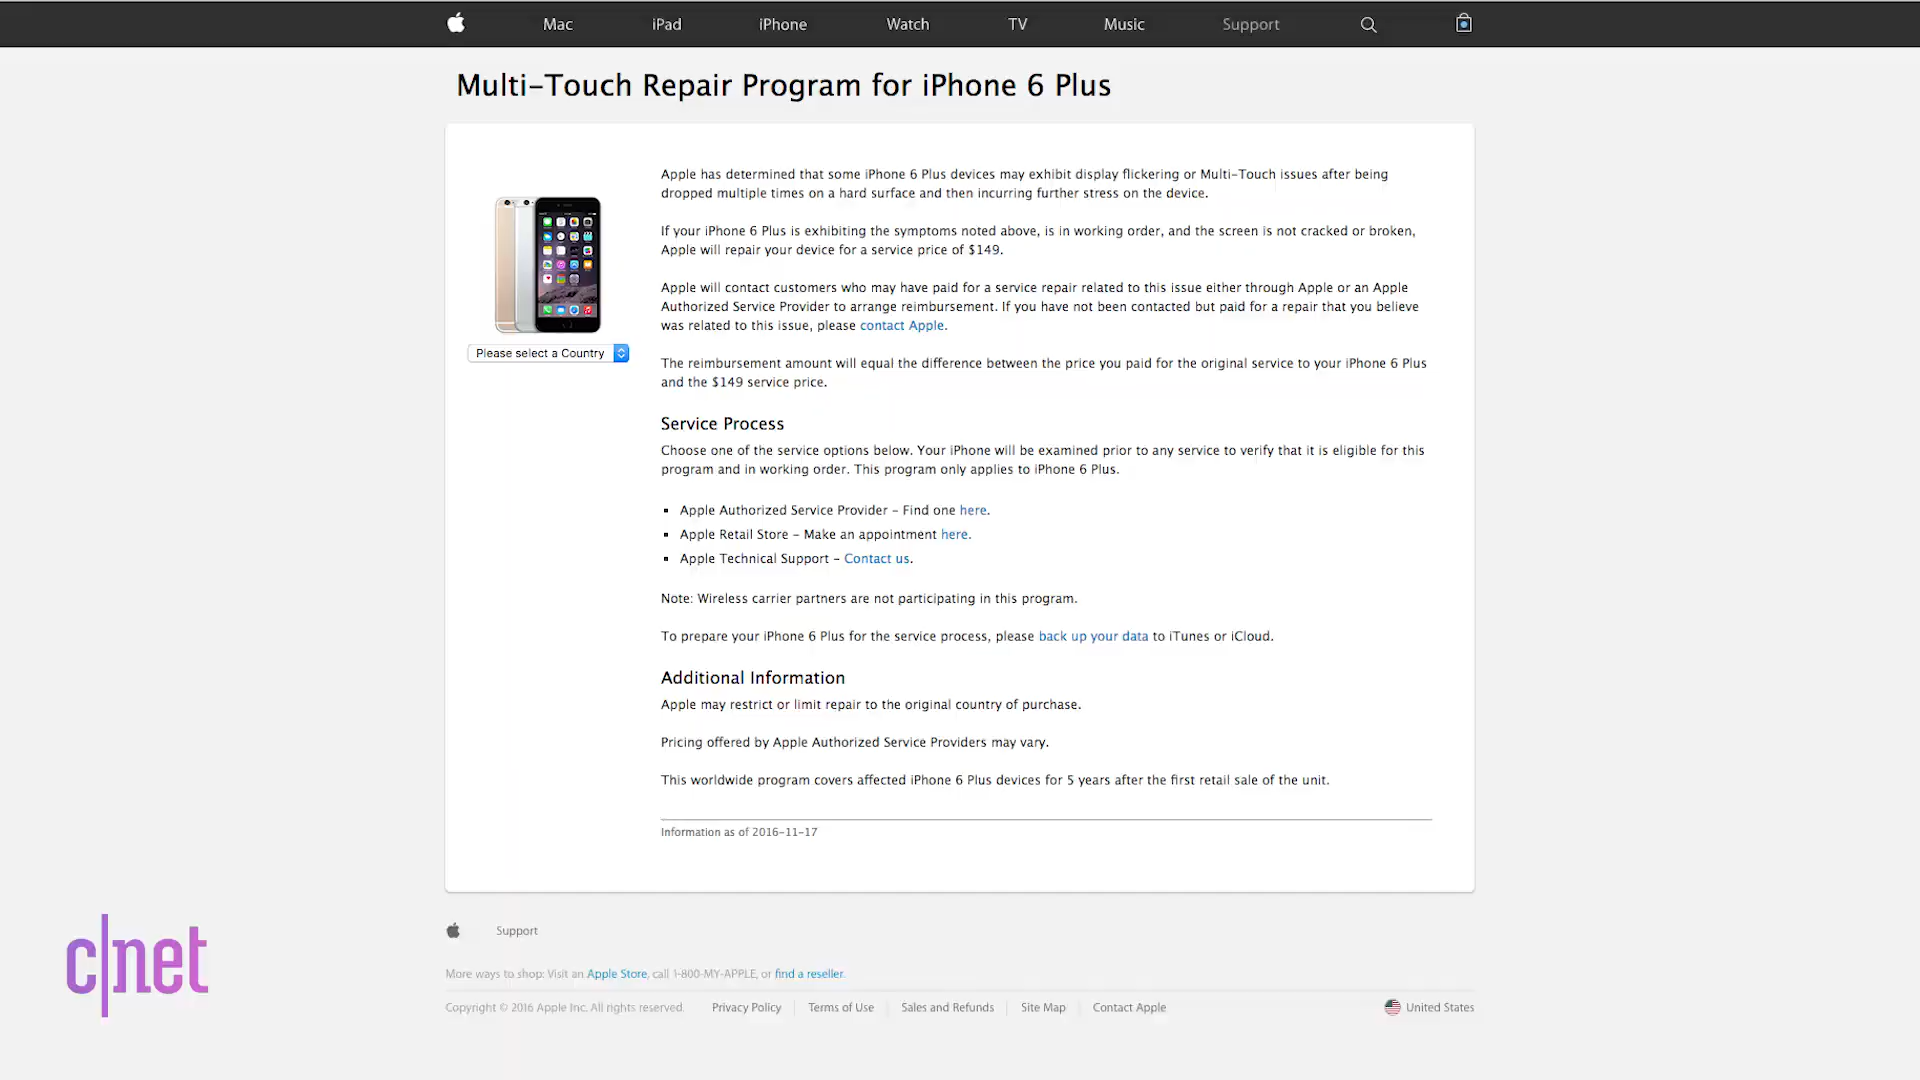 Mac iPad iPhone Watch TV Music Support
Multi-Touch Repair Program for iPhone 6 Plus
Apple has determined that some iPhone 6 Plus devices may exhibit display flickering or Multi-Touch issues after being
dropped multiple times on a hard surface and then incurring further stress on the device.
If your iPhone 6 Plus is exhibiting the symptoms noted above, is in working order, and the screen is not cracked or broken,
Apple will repair your device for a service price of $149.
Apple will contact customers who may have paid for a service repair related to this issue either through Apple or an Apple
Authorized Service Provider to arrange reimbursement. If you have not been contacted but paid for a repair that you believe
was related to this issue, please contact Apple.
Please select a Country
The reimbursement amount will equal the difference between the price you paid for the original service to your iPhone 6 Plus
and the $149 service price.
Service Process
Choose one of the service options below. Your iPhone will be examined prior to any service to verify that it is eligible for this
program and in working order. This program only applies to iPhone 6 Plus.
▪ Apple Authorized Service Provider – Find one here.
▪ Apple Retail Store – Make an appointment here.
▪ Apple Technical Support – Contact us.
Note: Wireless carrier partners are not participating in this program.
To prepare your iPhone 6 Plus for the service process, please back up your data to iTunes or iCloud.
Additional Information
Apple may restrict or limit repair to the original country of purchase.
Pricing offered by Apple Authorized Service Providers may vary.
This worldwide program covers affected iPhone 6 Plus devices for 5 years after the first retail sale of the unit.
Information as of 2016-11-17
c|net
Support
More ways to shop: Visit an Apple Store, call 1-800-MY-APPLE, or find a reseller.
Copyright © 2016 Apple Inc. All rights reserved. Privacy Policy Terms of Use Sales and Refunds Site Map Contact Apple United States